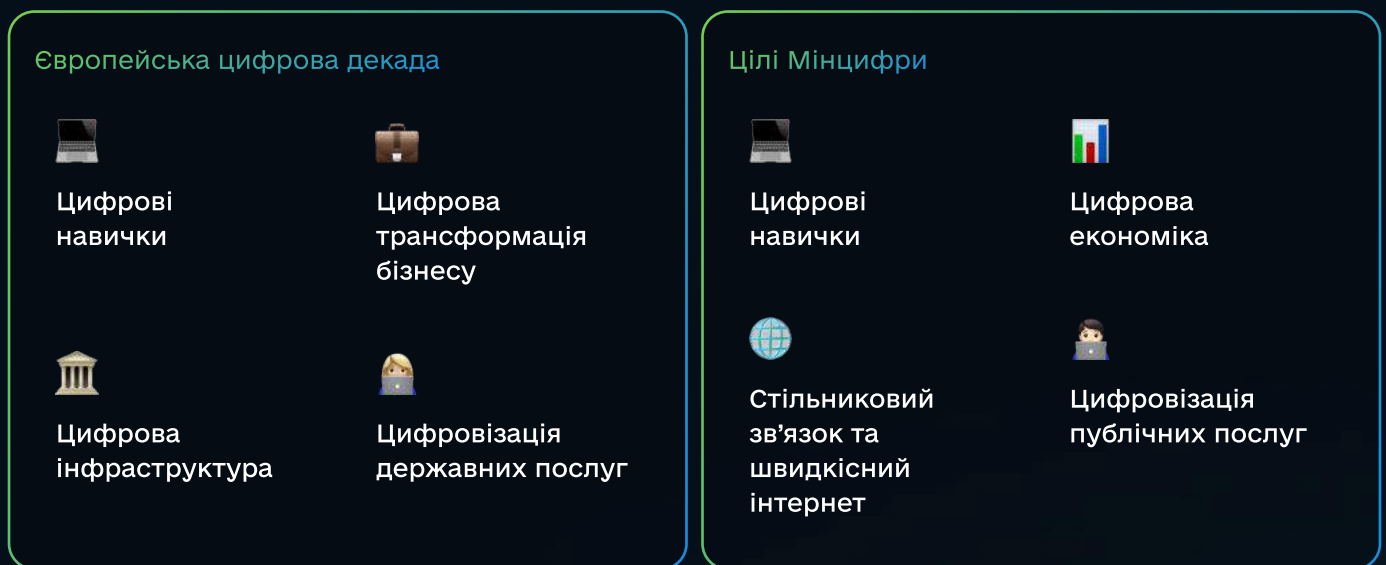 Європейська цифрова декада
Цифрові
навички
Цифрова
трансформація
бізнесу
Цифрова
інфраструктура
Цифровізація
державних послуг
Цілі Мінцифри
Цифрові
навички
Цифрова
економіка
Стільниковий
зв’язок та
швидкісний
інтернет
Цифровізація
публічних послуг